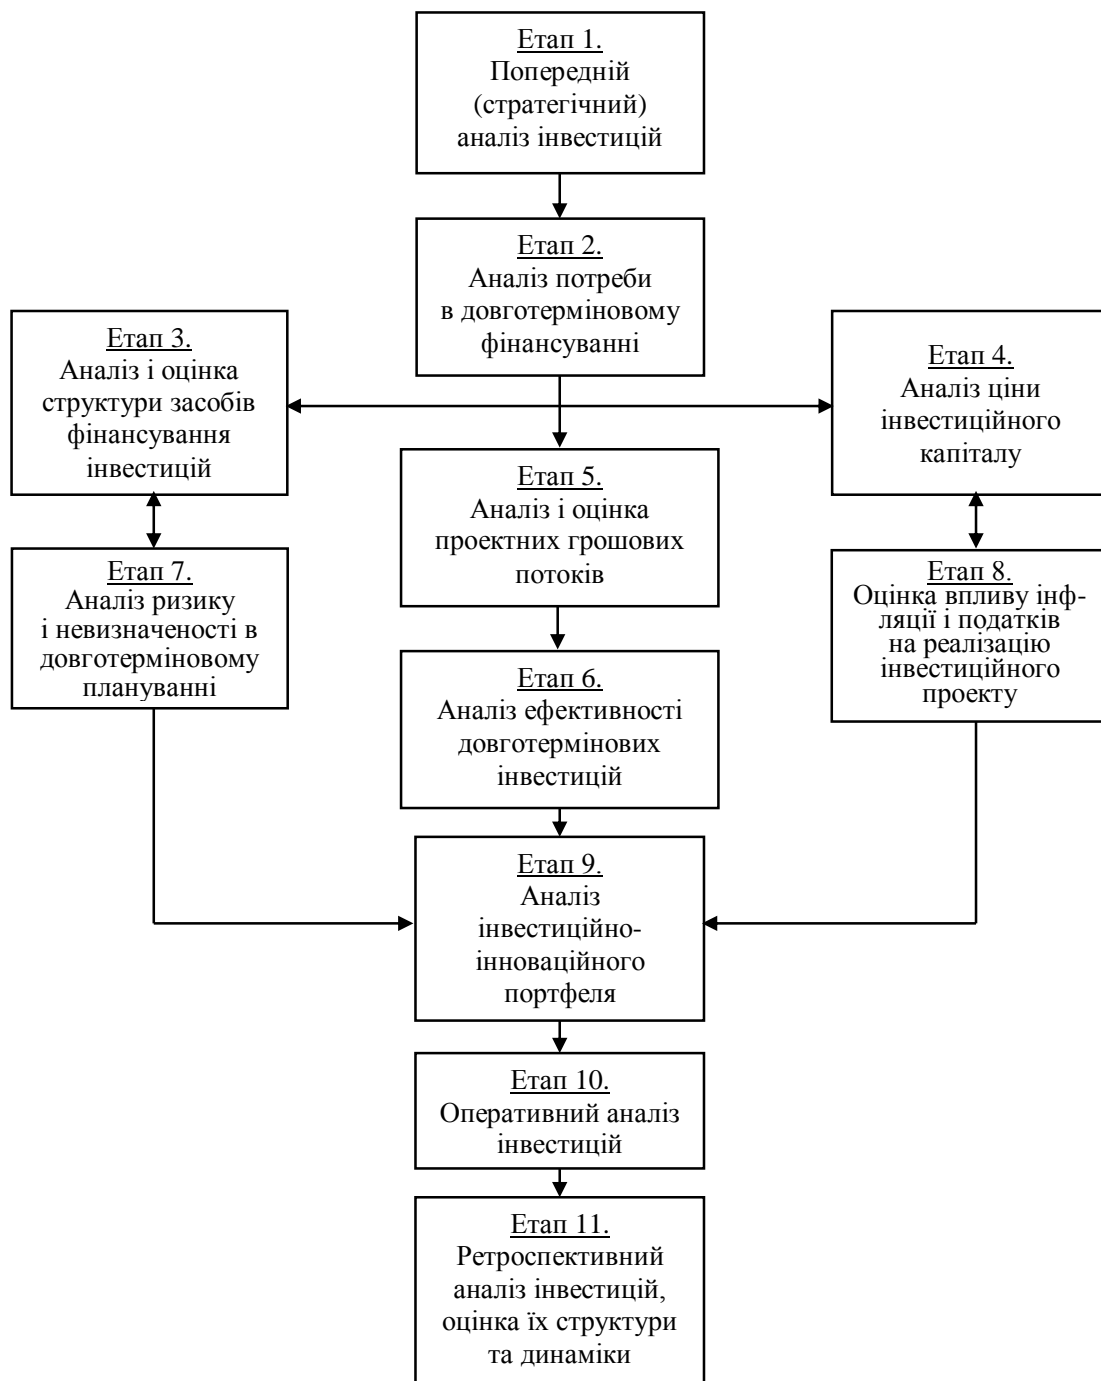 Етап 1.
Попередній
(стратегічний)
аналіз інвестицій
Етап 2.
Аналіз потреби
в довготерміновому
фінансуванні
Етап 3.
Аналіз і оцінка
структури засобів
фінансування
інвестицій
Етап 4.
Аналіз ціни
інвестиційного
капіталу
Етап 5.
Аналіз і оцінка
проектних грошових
потоків
Етап 7.
Аналіз ризику
і невизначеності в
довготерміновому
плануванні
Етап 8.
Оцінка впливу інф-
ляції і податків
на реалізацію
інвестиційного
проекту
Етап 6.
Аналіз ефективності
довготермінових
інвестицій
Етап 9.
Аналіз
інвестиційно-
інноваційного
портфеля
Етап 10.
Оперативний аналіз
інвестицій
Етап 11.
Ретроспективний
аналіз інвестицій,
оцінка їх структури
та динаміки